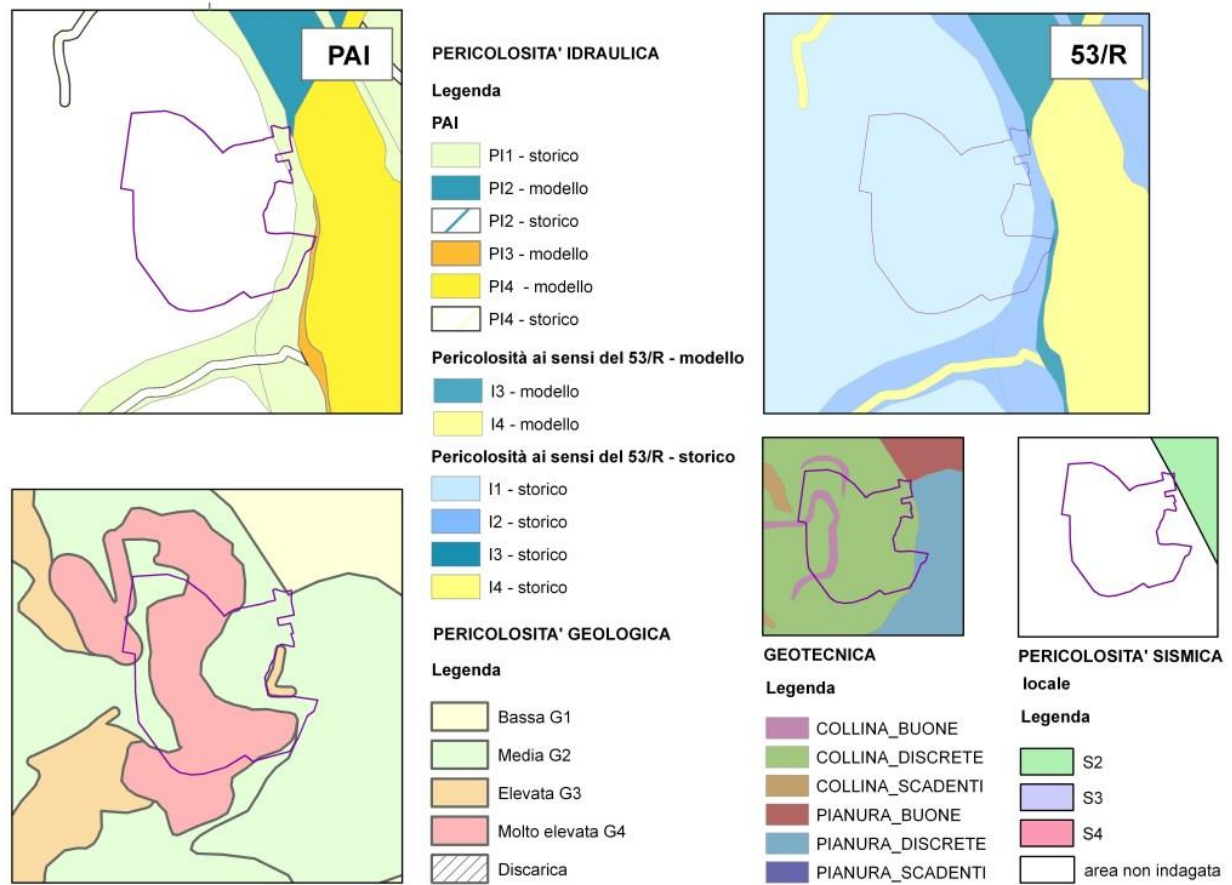 PAI
PERICOLOSITA' IDRAULICA
Legenda
PAI
PI1 - storico
PI2 - modello
PI2 - storico
PI3 - modello
PI4 - modello
PI4 - storico
Pericolosità ai sensi del 53/R - modello
I3 - modello
I4 - modello
Pericolosità ai sensi del 53/R - storico
I1 - storico
I2 - storico
I3 - storico
I4 - storico
PERICOLOSITA' GEOLOGICA
Legenda
Bassa G1
Media G2
Elevata G3
Molto elevata G4
Discarica
53/R
GEOTECNICA
Legenda
COLLINA_BUONE
COLLINA_DISCRETE
COLLINA_SCADENTI
PIANURA_BUONE
PIANURA_DISCRETE
PIANURA_SCADENTI
PERICOLOSITA' SISMICA
locale
Legenda
S2
S3
S4
area non indagata